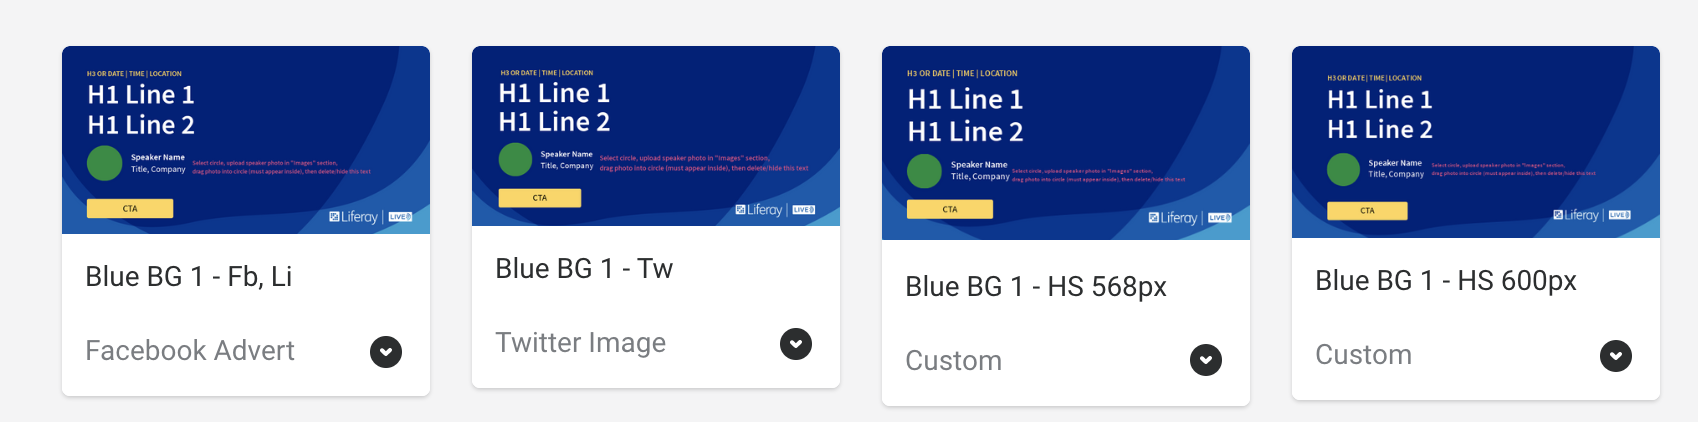 H3 OR DATE | TIME | LOCATION
H1 Line 1
H1 Line 2
Speaker Name
Title, Company
Select circle, upload speaker photo in "Images" section,
drag photo into circle (must appear inside), then delete/hide this text
CTA
Liferay | LIVE
Blue BG 1 - Fb, Li
Facebook Advert
H3 OR DATE | TIME | LOCATION
H1 Line 1
H1 Line 2
Speaker Name
Title, Company
Select circle, upload speaker photo in "Images" section,
drag photo into circle (must appear inside), then delete/hide this text
CTA
Liferay | LIVE
Blue BG 1 - Tw
Twitter Image
H3 OR DATE | TIME | LOCATION
H1 Line 1
H1 Line 2
Speaker Name
Title, Company
Select circle, upload speaker photo in "Images" section,
drag photo into circle (must appear inside), then delete/hide this text
CTA
Liferay | LIVE
Blue BG 1 - HS 568px
Custom
H3 OR DATE | TIME | LOCATION
H1 Line 1
H1 Line 2
Speaker Name
Title, Company
Select circle, upload speaker photo in "Images" section,
drag photo into circle (must appear inside), then delete/hide this text
CTA
Liferay | LIVE
Blue BG 1 - HS 600px
Custom